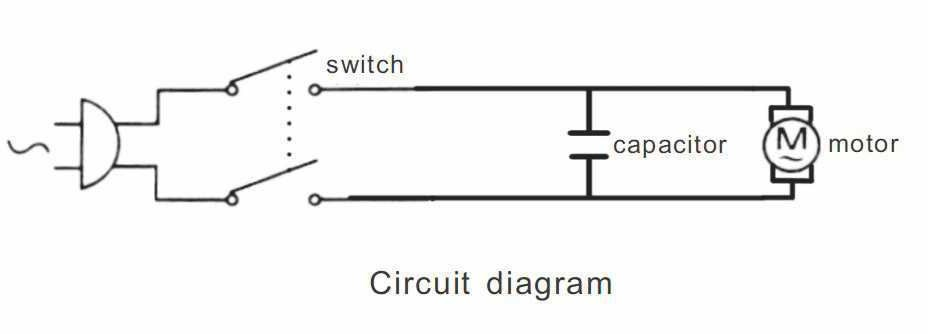 switch
capacitor
M
motor
Circuit diagram